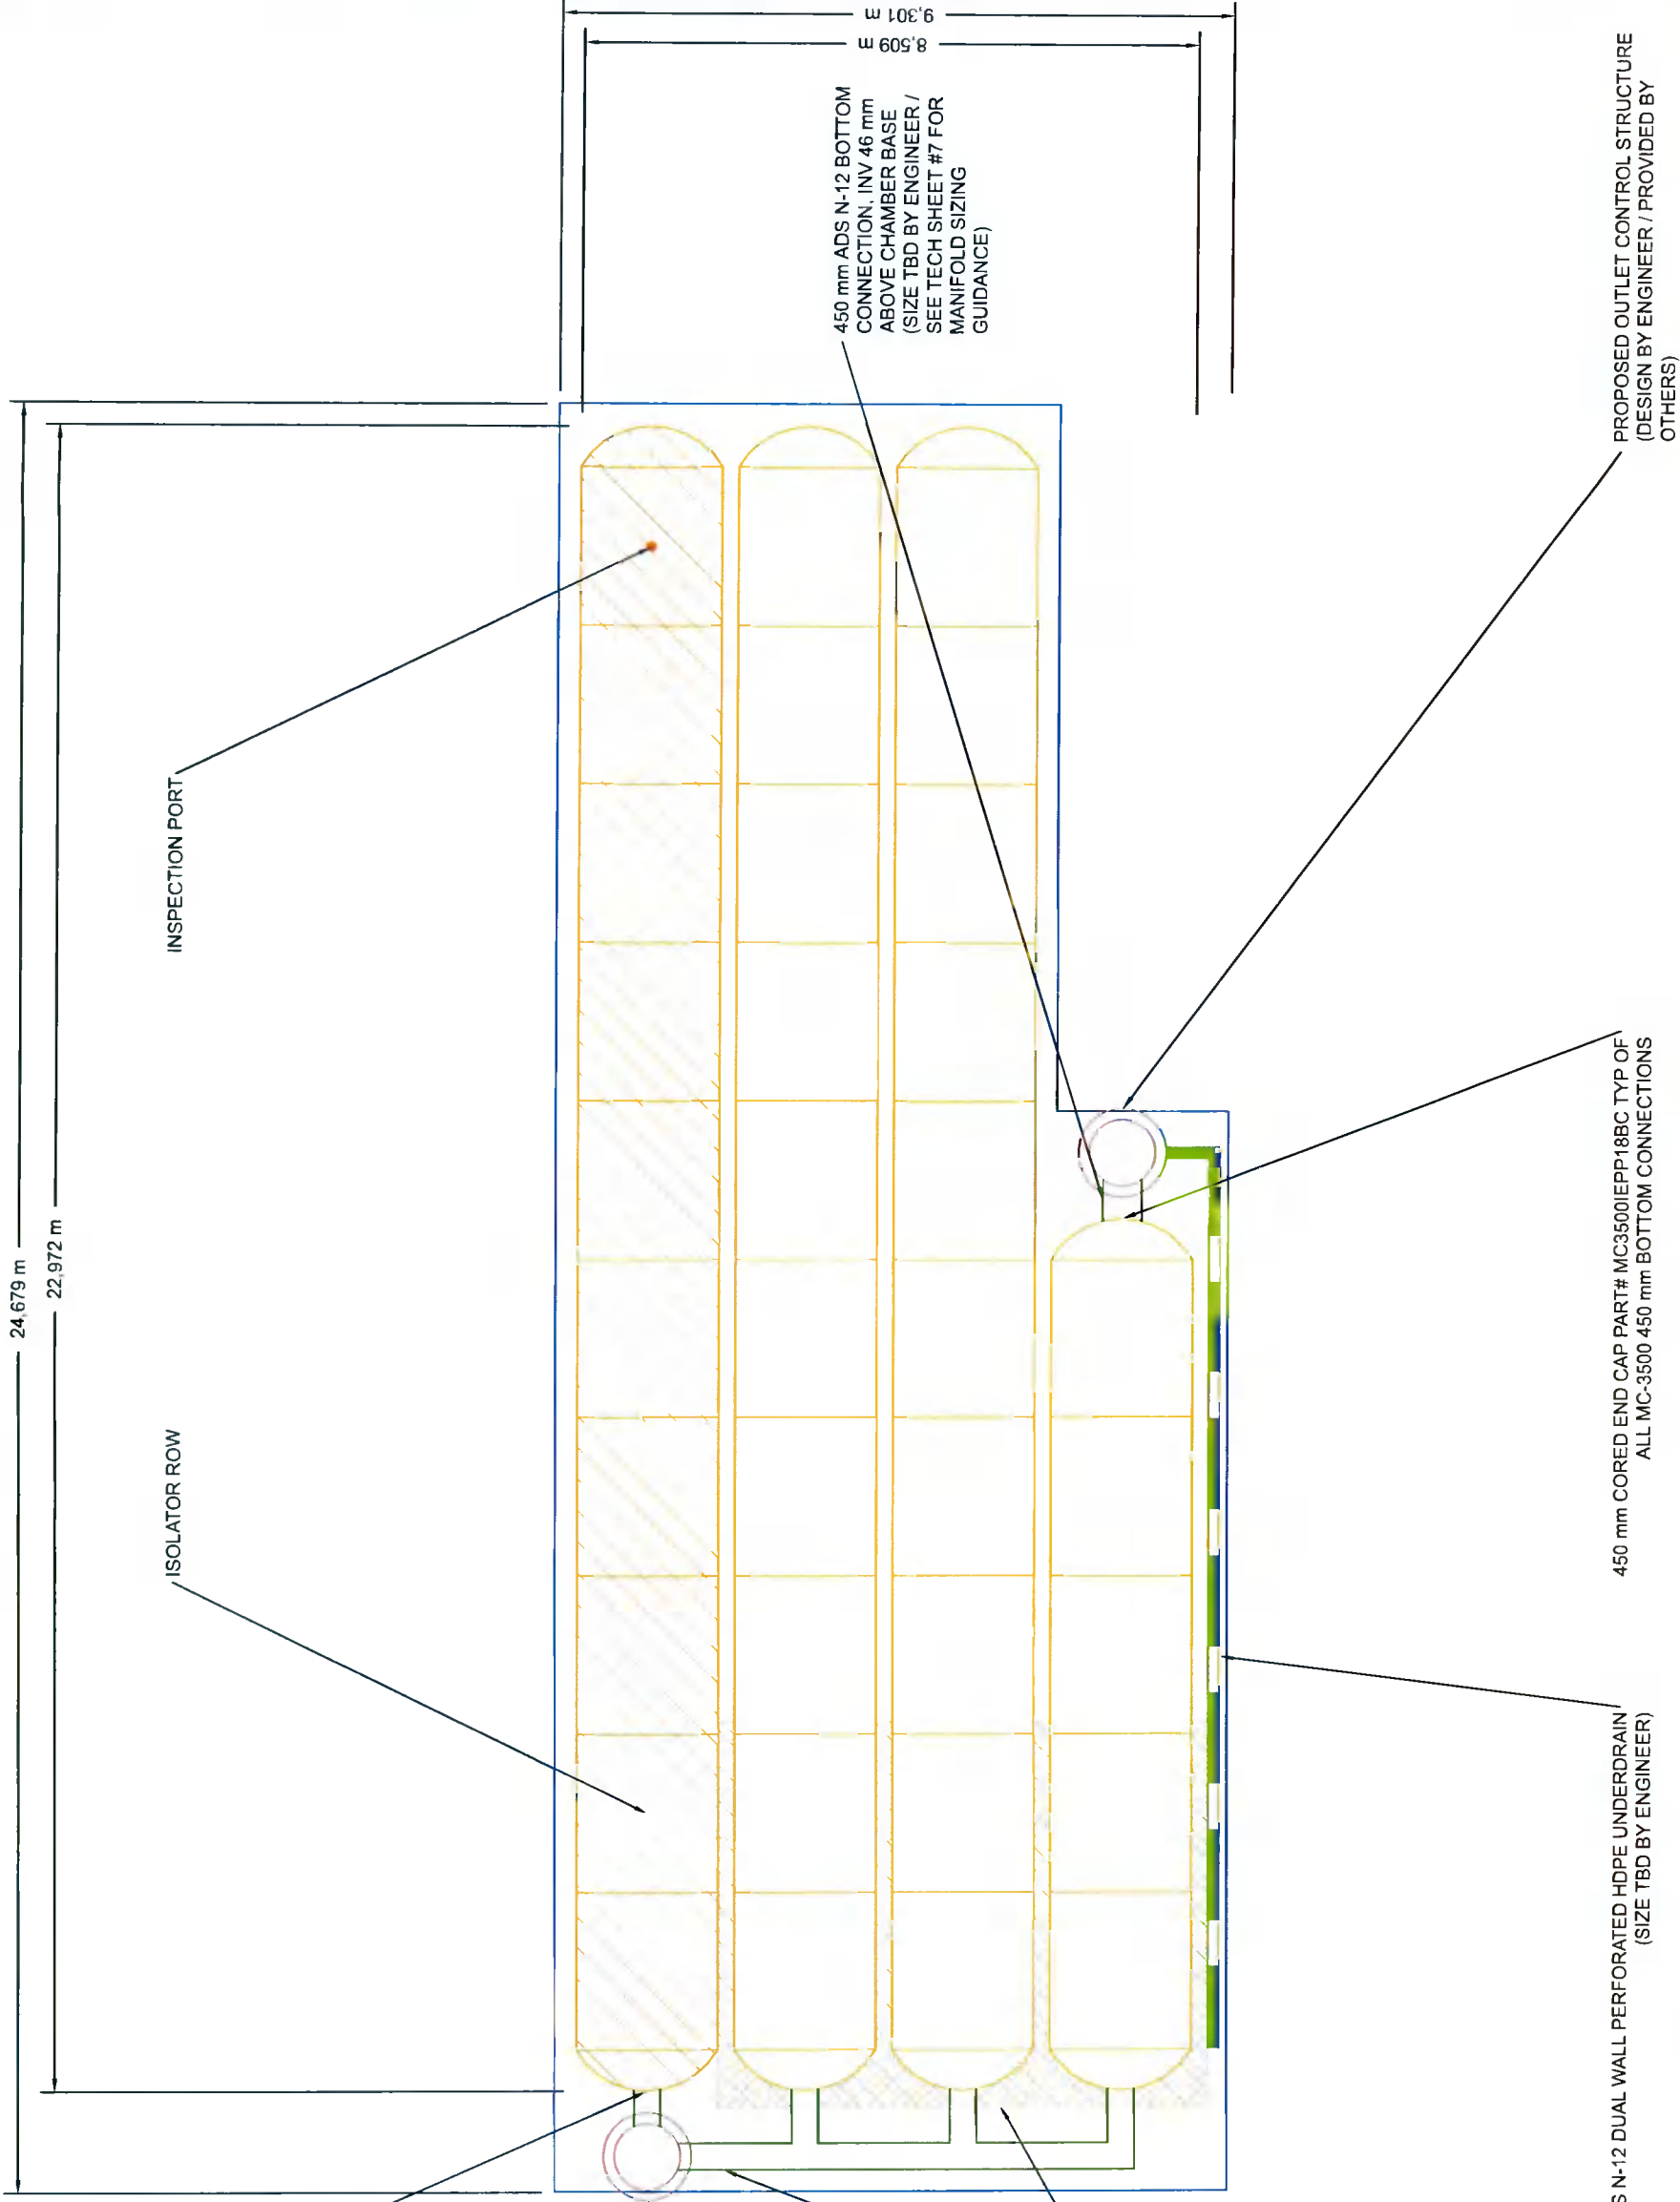 24,679 m
22,972 m
9,301 m
8,509 m
INSPECTION PORT
ISOLATOR ROW
450 mm ADS N-12 BOTTOM
CONNECTION, INV 46 mm
ABOVE CHAMBER BASE
(SIZE TBD BY ENGINEER /
SEE TECH SHEET #7 FOR
MANIFOLD SIZING
GUIDANCE)
PROPOSED OUTLET CONTROL STRUCTURE
(DESIGN BY ENGINEER / PROVIDED BY
OTHERS)
450 mm CORED END CAP PART# MC3500IEPP18BC TYP OF
ALL MC-3500 450 mm BOTTOM CONNECTIONS
S N-12 DUAL WALL PERFORATED HDPE UNDERDRAIN
(SIZE TBD BY ENGINEER)